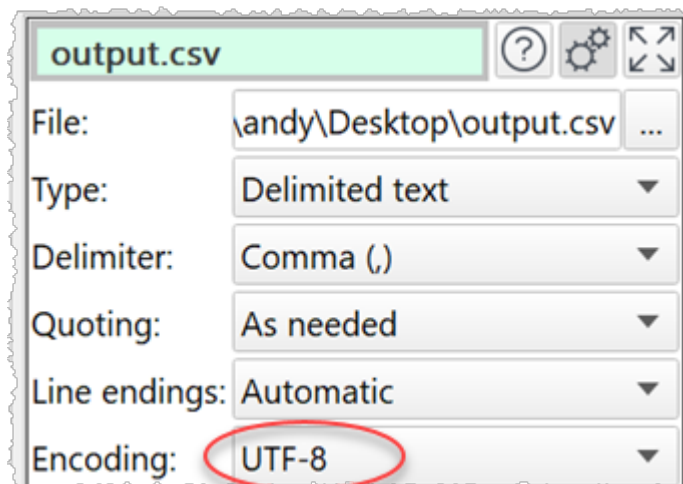 output.csv
File: \andy\Desktop\output.csv ...
Type: Delimited text
Delimiter: Comma (,)
Quoting: As needed
Line endings: Automatic
Encoding: UTF-8